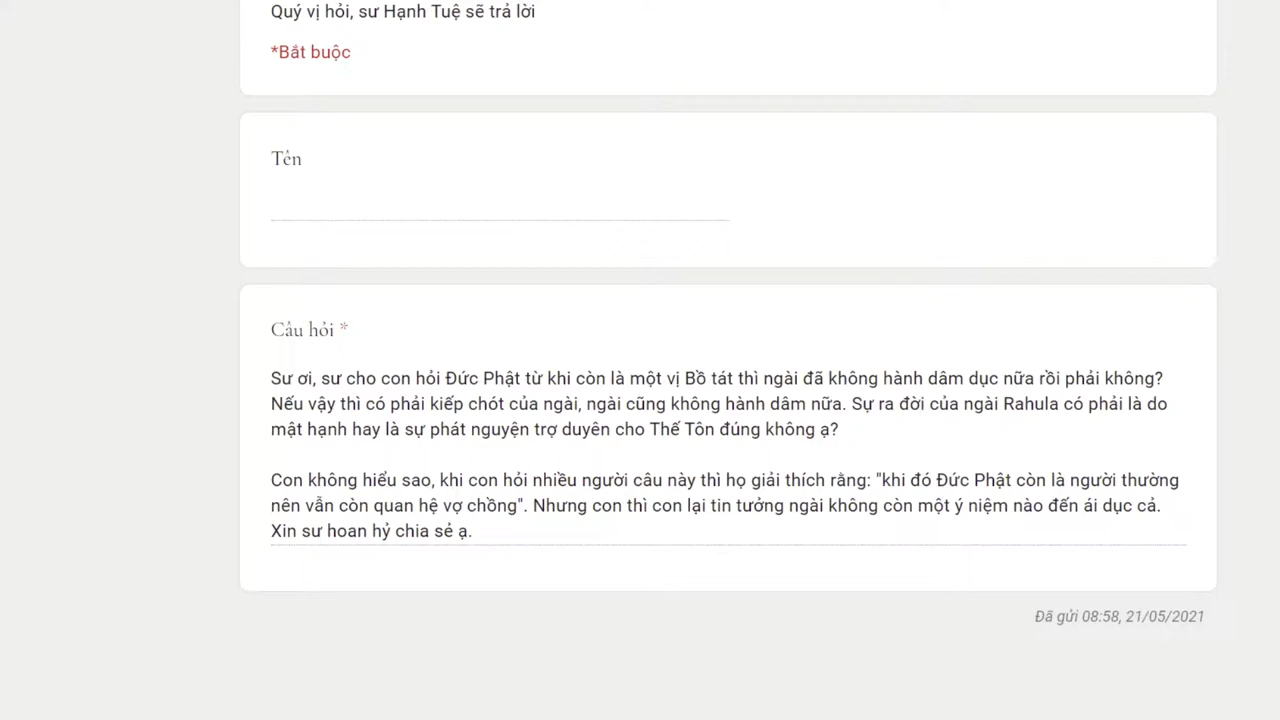 Quý vị hỏi, sư Hạnh Tuệ sẽ trả lời
*Bắt buộc
Tên
Câu hỏi *
Sư ơi, sư cho con hỏi Đức Phật từ khi còn là một vị Bồ tát thì ngài đã không hành dâm dục nữa rồi phải không?
Nếu vậy thì có phải kiếp chót của ngài, ngài cũng không hành dâm nữa. Sự ra đời của ngài Rahula có phải là do
mật hạnh hay là sự phát nguyện trợ duyên cho Thế Tôn đúng không ạ?
Con không hiểu sao, khi con hỏi nhiều người câu này thì họ giải thích rằng: "khi đó Đức Phật còn là người thường
nên vẫn còn quan hệ vợ chồng". Nhưng con thì con lại tin tưởng ngài không còn một ý niệm nào đến ái dục cả.
Xin sư hoan hỷ chia sẻ ạ.
Đã gửi 08:58, 21/05/2021